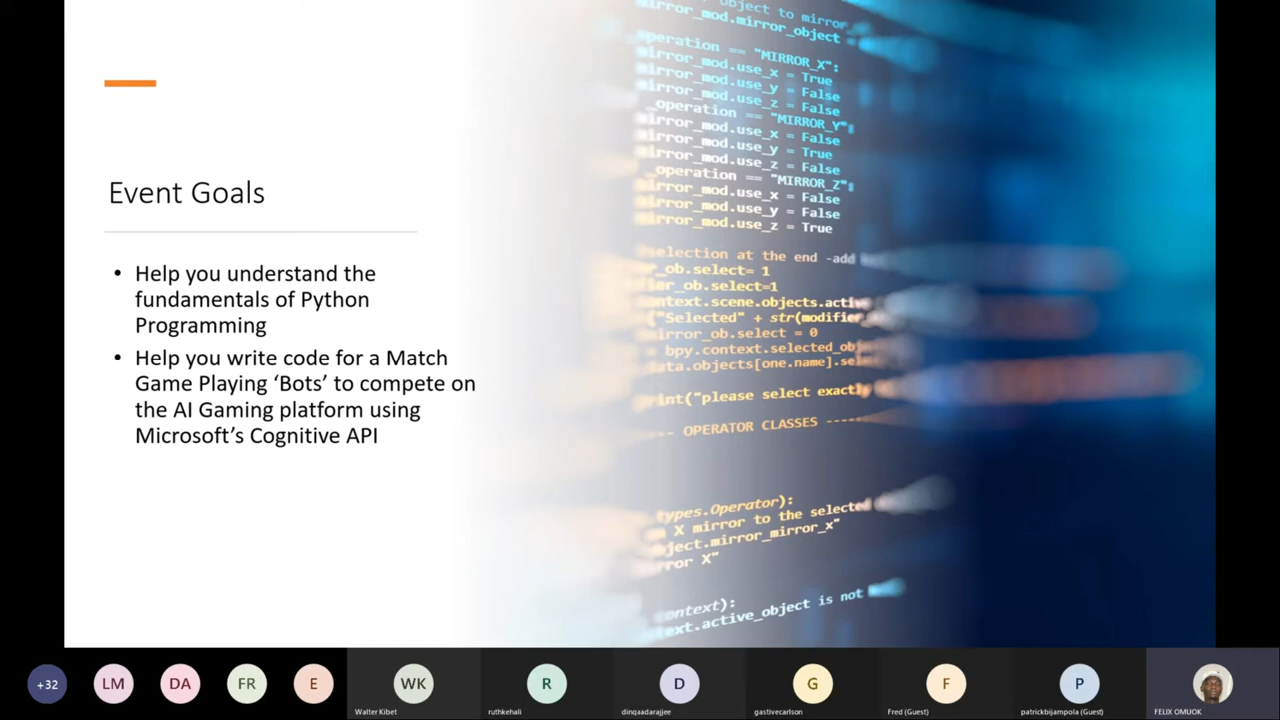 Event Goals
• Help you understand the
fundamentals of Python
Programming
• Help you write code for a Match
Game Playing ‘Bots’ to compete on
the AI Gaming platform using
Microsoft’s Cognitive API
object to mirror
mirror_mod.mirror_object
operation == "MIRROR_X":
mirror_mod.use_x = True
mirror_mod.use_y = False
mirror_mod.use_z = False
_operation == "MIRROR_Y":
mirror_mod.use_x = False
mirror_mod.use_y = True
mirror_mod.use_z = False
_operation == "MIRROR_Z":
mirror_mod.use_x = False
mirror_mod.use_y = False
mirror_mod.use_z = True
selection at the end -add
_ob.select= 1
er_ob.select=1
ntext.scene.objects.active
("Selected" + str(modifier
mirror_ob.select = 0
= bpy.context.selected_obj
data.objects[one.name].sel
print("please select exactly
--- OPERATOR CLASSES ----
types.Operator):
X mirror to the selected
ject.mirror_mirror_x"
ror X"
context):
text.active_object is not
+32
LM
DA
FR
E
WK
R
D
G
F
P
Walter Kibet
ruthkehali
dinqaadarajjee
gastivecarlson
Fred (Guest)
patrickbijampola (Guest)
FELIX OMUOK